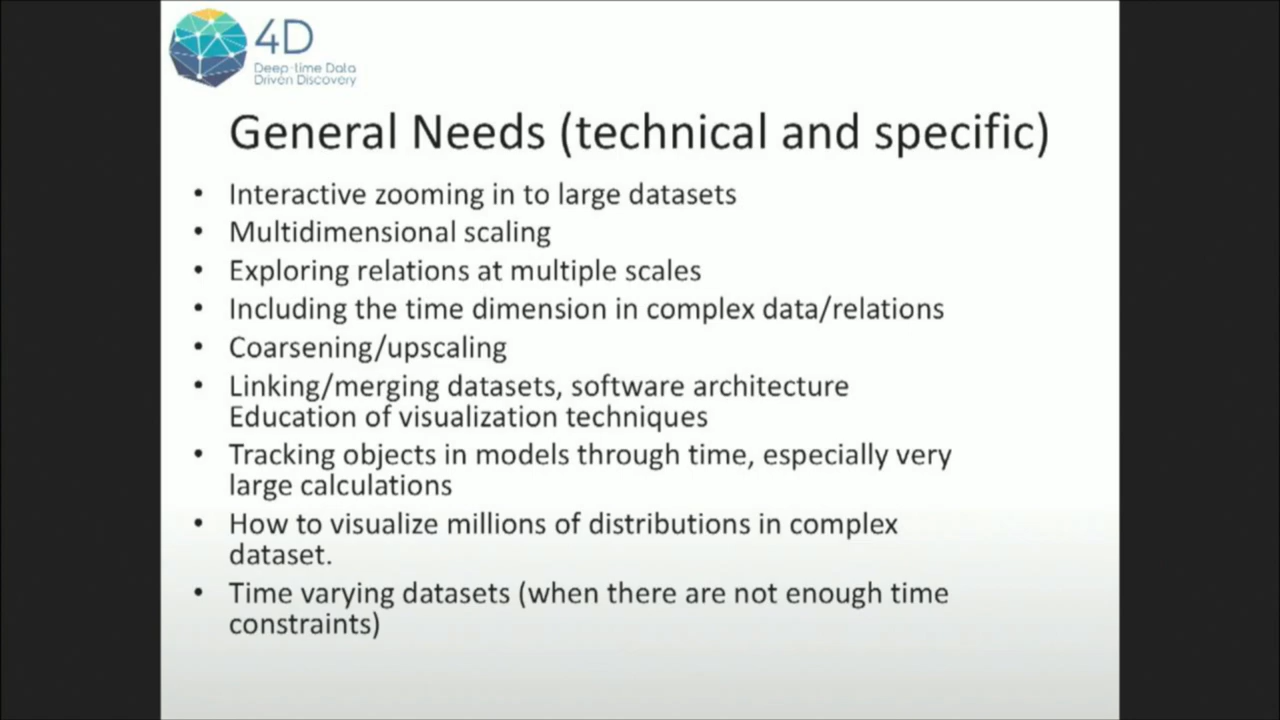 4D
Deep-time Data
Driven Discovery
General Needs (technical and specific)
• Interactive zooming in to large datasets
• Multidimensional scaling
• Exploring relations at multiple scales
• Including the time dimension in complex data/relations
• Coarsening/upscaling
• Linking/merging datasets, software architecture
Education of visualization techniques
• Tracking objects in models through time, especially very
large calculations
• How to visualize millions of distributions in complex
dataset.
• Time varying datasets (when there are not enough time
constraints)